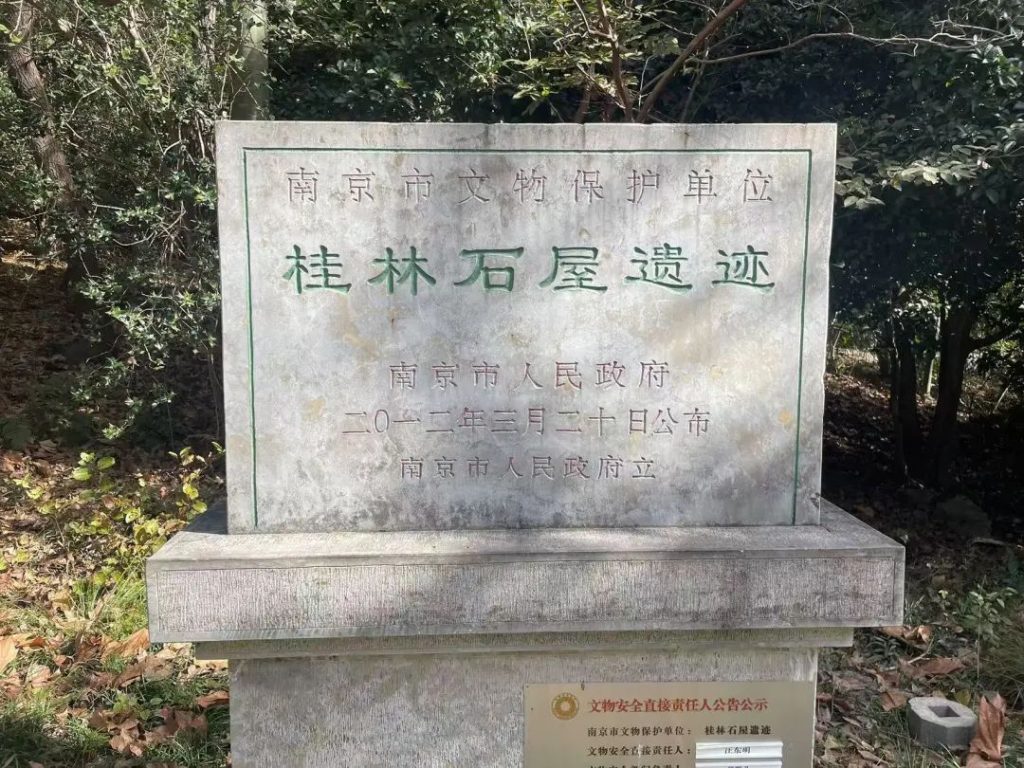 南京市文物保护单位
桂林石屋遗迹
南京市人民政府
二〇一二年三月二十日公布
南京市人民政府立
文物安全直接责任人公告公示
南京市文物保护单位： 桂林石屋遗迹
文物安全直接责任人： 汪东明